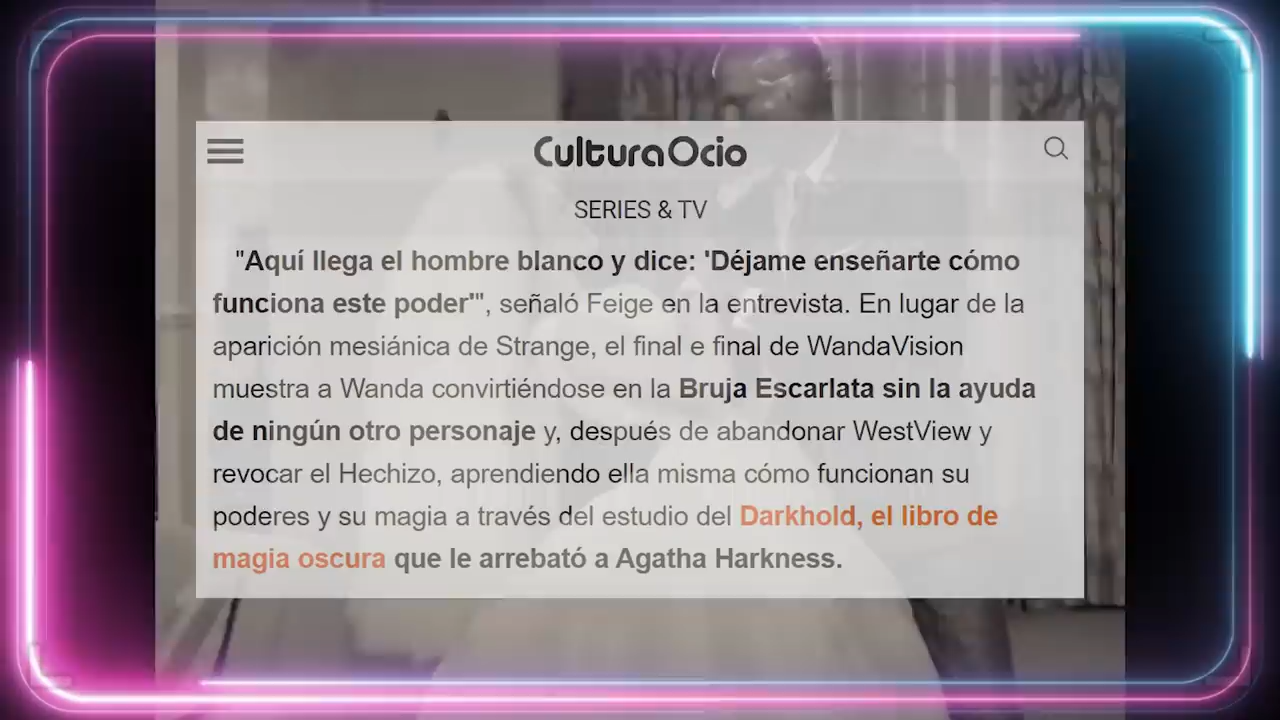 CulturaOcio
SERIES & TV
"Aquí llega el hombre blanco y dice: 'Déjame enseñarte cómo
funciona este poder'", señaló Feige en la entrevista. En lugar de la
aparición mesiánica de Strange, el final e final de WandaVision
muestra a Wanda convirtiéndose en la Bruja Escarlata sin la ayuda
de ningún otro personaje y, después de abandonar WestView y
revocar el Hechizo, aprendiendo ella misma cómo funcionan su
poderes y su magia a través del estudio del Darkhold, el libro de
magia oscura que le arrebató a Agatha Harkness.